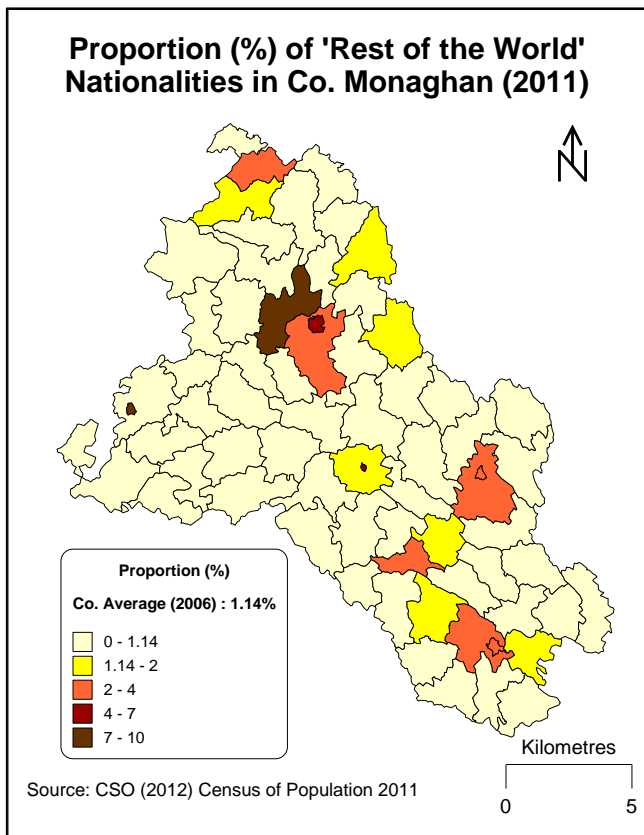 Proportion (%) of 'Rest of the World'
Nationalities in Co. Monaghan (2011)
N
Proportion (%)
Co. Average (2006) : 1.14%
0 - 1.14
1.14 - 2
2 - 4
4 - 7
7 - 10
Kilometres
0 5
Source: CSO (2012) Census of Population 2011